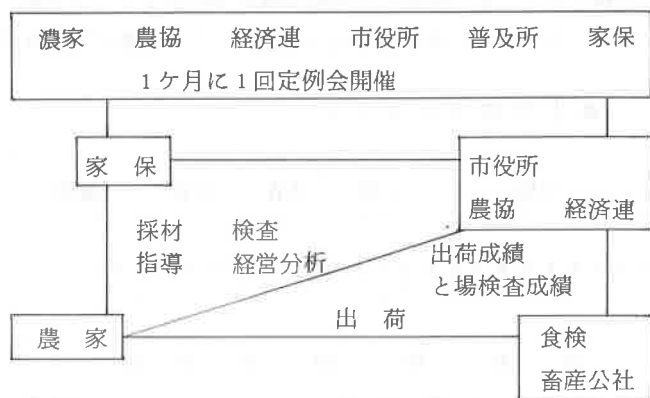 濃家 農協 経済連 市役所 普及所 家保
1ケ月に1回定例会開催
家 保
市役所
農協 経済連
採材 検査
指導 経営分析
出荷成績
と場検査成績
出 荷
農 家
食検
畜産公社